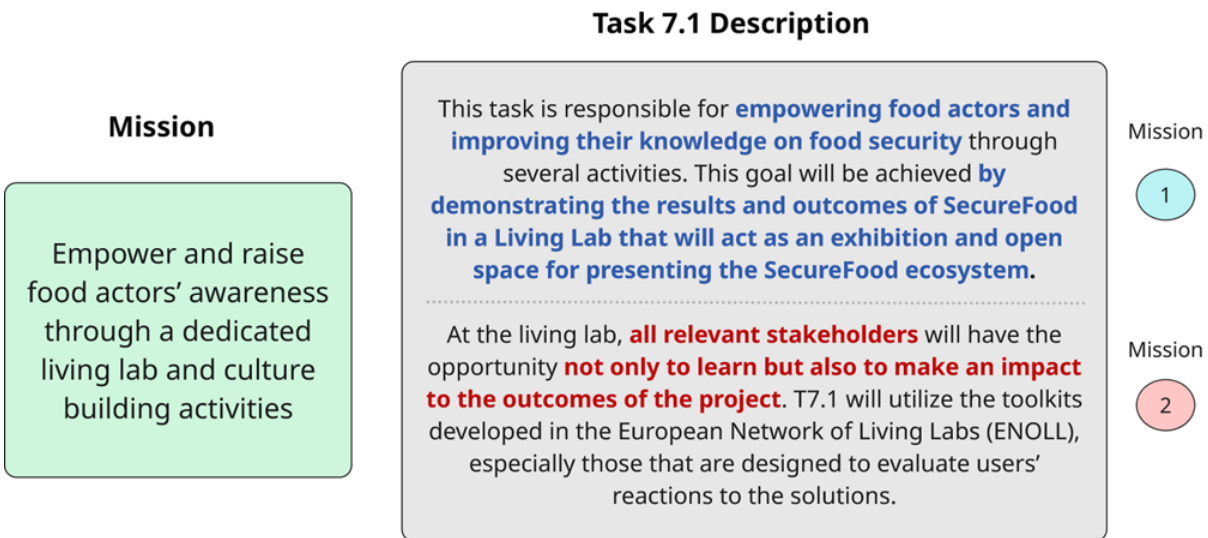 Task 7.1 Description
Mission
Empower and raise
food actors’ awareness
through a dedicated
living lab and culture
building activities
This task is responsible for empowering food actors and
improving their knowledge on food security through
several activities. This goal will be achieved by
demonstrating the results and outcomes of SecureFood
in a Living Lab that will act as an exhibition and open
space for presenting the SecureFood ecosystem.
At the living lab, all relevant stakeholders will have the
opportunity not only to learn but also to make an impact
to the outcomes of the project. T7.1 will utilize the toolkits
developed in the European Network of Living Labs (ENOLL),
especially those that are designed to evaluate users’
reactions to the solutions.
Mission
1
Mission
2